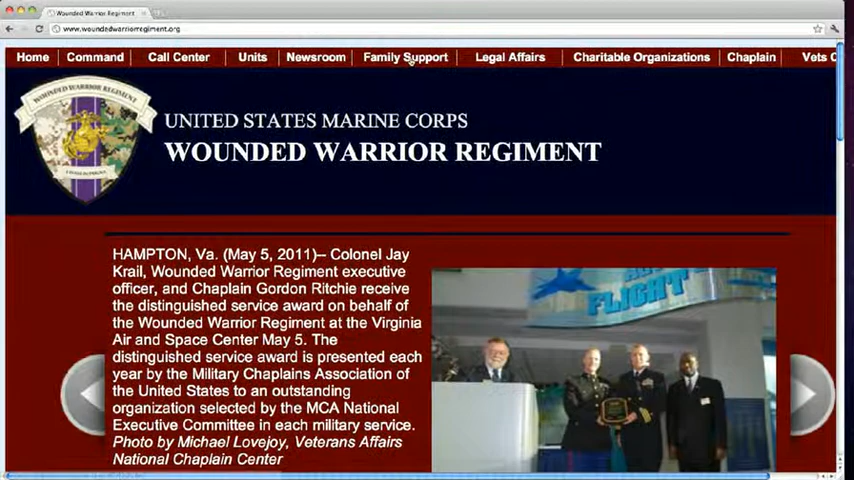 Wounded Warrior Regiment
www.woundedwarriorregiment.org
Home Command Call Center Units Newsroom Family Support Legal Affairs Charitable Organizations Chaplain Vets C
WOUNDED WARRIOR REGIMENT
UNITED STATES MARINE CORPS
WOUNDED WARRIOR REGIMENT
HAMPTON, Va. (May 5, 2011)– Colonel Jay
Krail, Wounded Warrior Regiment executive
officer, and Chaplain Gordon Ritchie receive
the distinguished service award on behalf of
the Wounded Warrior Regiment at the Virginia
Air and Space Center May 5. The
distinguished service award is presented each
year by the Military Chaplains Association of
the United States to an outstanding
organization selected by the MCA National
Executive Committee in each military service.
Photo by Michael Lovejoy, Veterans Affairs
National Chaplain Center
FLIGHT